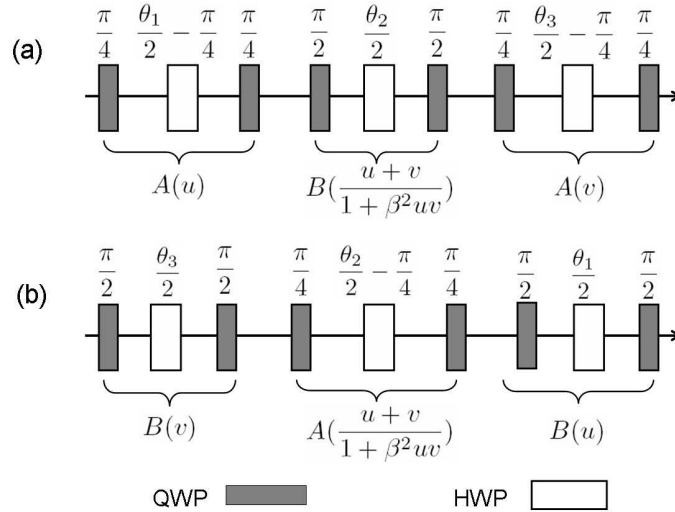 (a)
π/4 θ₁/2 − π/4 π/4 π/2 θ₂/2 π/2 π/4 θ₃/2 − π/4 π/4
A(u) B((u + v)/(1 + β²uv)) A(v)
(b)
π/2 θ₃/2 π/2 π/4 θ₂/2 − π/4 π/4 π/2 θ₁/2 π/2
B(v) A((u + v)/(1 + β²uv)) B(u)
QWP HWP